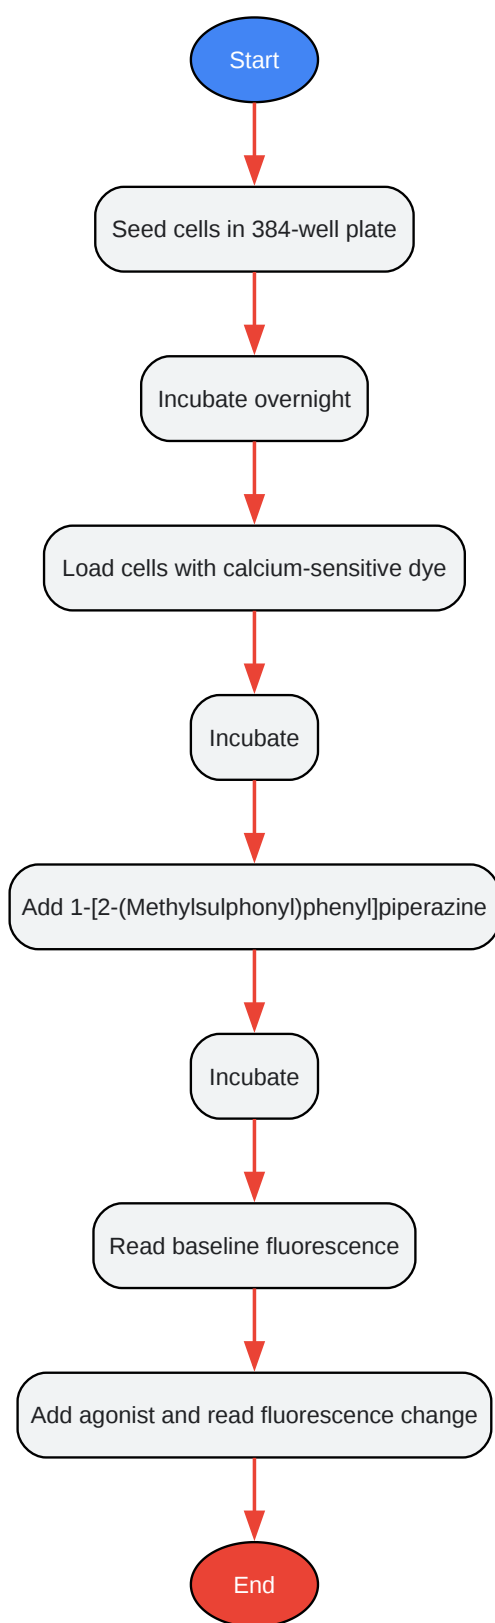 Start
Seed cells in 384-well plate
Incubate overnight
Load cells with calcium-sensitive dye
Incubate
Add 1-[2-(Methylsulphonyl)phenyl]piperazine
Incubate
Read baseline fluorescence
Add agonist and read fluorescence change
End